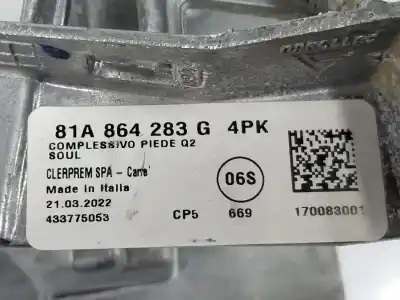 81A 864 283 G 4PK
COMPLESSIVO PIEDE Q2
SOUL
CLERPREM SPA - Carre'
Made in Italia
21.03.2022
433775053
06S
CP5 669
170083001